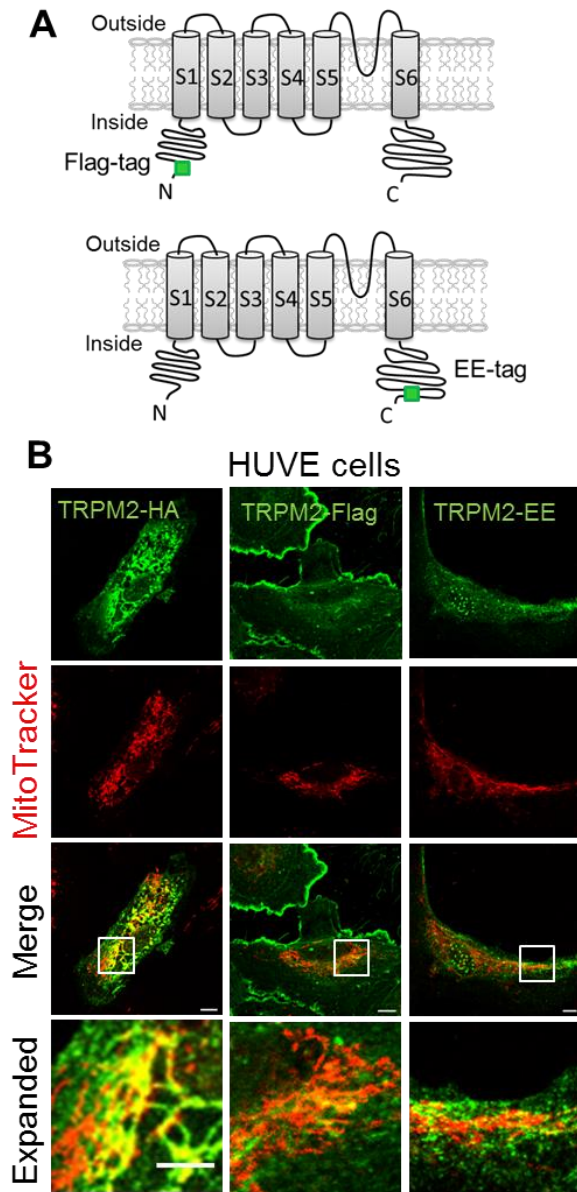 A
Outside
S1 S2 S3 S4 S5 S6
Inside
Flag-tag
N
C
Outside
S1 S2 S3 S4 S5 S6
Inside
EE-tag
N
C
B
HUVE cells
TRPM2-HA TRPM2-Flag TRPM2-EE
MitoTracker
Merge
Expanded